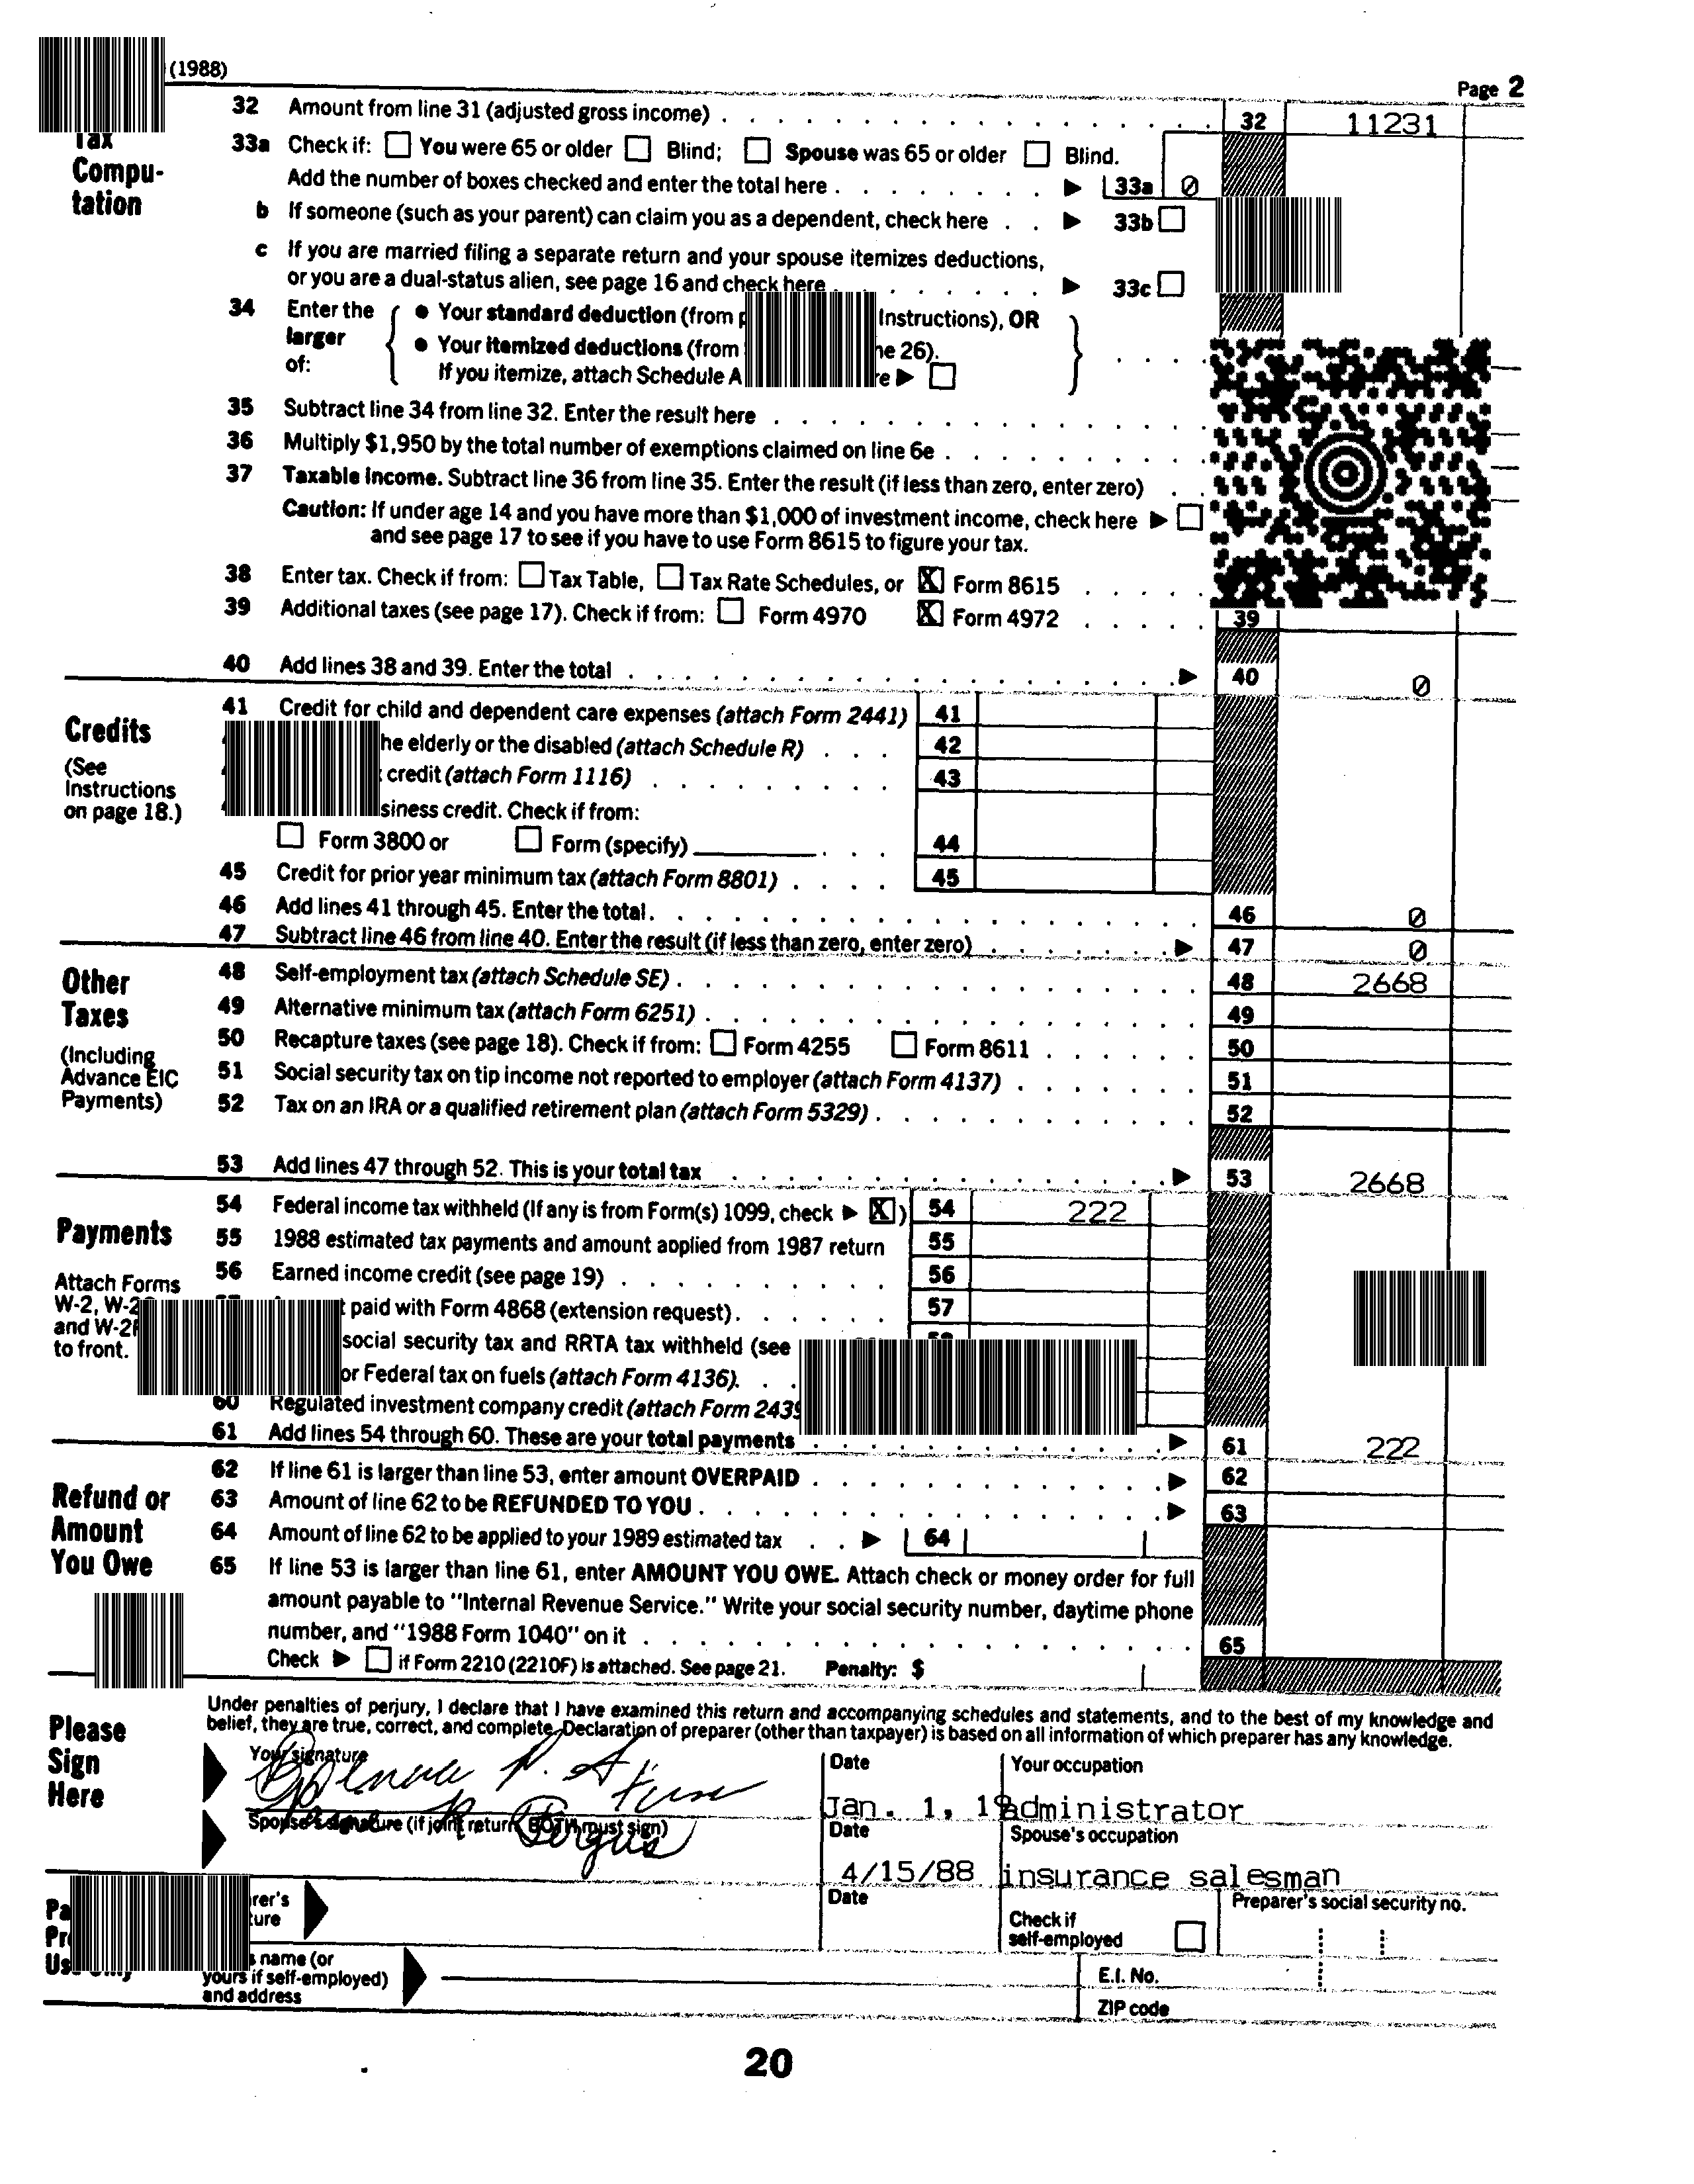 (1988)
Page 2
Tax Compu-
tation
32 Amount from line 31 (adjusted gross income) 32 11231
33a Check if: You were 65 or older Blind; Spouse was 65 or older Blind.
Add the number of boxes checked and enter the total here 33a 0
b If someone (such as your parent) can claim you as a dependent, check here 33b
c If you are married filing a separate return and your spouse itemizes deductions,
or you are a dual-status alien, see page 16 and check here 33c
34 Enter the larger of: Your standard deduction (from Instructions), OR
Your itemized deductions (from 26).
If you itemize, attach Schedule A
35 Subtract line 34 from line 32. Enter the result here
36 Multiply $1,950 by the total number of exemptions claimed on line 6e
37 Taxable income. Subtract line 36 from line 35. Enter the result (if less than zero, enter zero)
Caution: If under age 14 and you have more than $1,000 of investment income, check here
and see page 17 to see if you have to use Form 8615 to figure your tax.
38 Enter tax. Check if from: Tax Table, Tax Rate Schedules, or X Form 8615
39 Additional taxes (see page 17). Check if from: Form 4970 X Form 4972 39
40 Add lines 38 and 39. Enter the total 40 0
Credits
(See
Instructions
on page 18.)
41 Credit for child and dependent care expenses (attach Form 2441) 41
he elderly or the disabled (attach Schedule R) 42
credit (attach Form 1116) 43
siness credit. Check if from:
Form 3800 or Form (specify) 44
45 Credit for prior year minimum tax (attach Form 8801) 45
46 Add lines 41 through 45. Enter the total 46 0
47 Subtract line 46 from line 40. Enter the result (if less than zero, enter zero) 47 0
Other
Taxes
(Including
Advance EIC
Payments)
48 Self-employment tax (attach Schedule SE) 48 2668
49 Alternative minimum tax (attach Form 6251) 49
50 Recapture taxes (see page 18). Check if from: Form 4255 Form 8611 50
51 Social security tax on tip income not reported to employer (attach Form 4137) 51
52 Tax on an IRA or a qualified retirement plan (attach Form 5329) 52
53 Add lines 47 through 52. This is your total tax 53 2668
Payments
Attach Forms
W-2,
and
to front.
54 Federal income tax withheld (If any is from Form(s) 1099, check X) 54 222
55 1988 estimated tax payments and amount applied from 1987 return 55
56 Earned income credit (see page 19) 56
paid with Form 4868 (extension request) 57
social security tax and RRTA tax withheld (see
or Federal tax on fuels (attach Form 4136)
60 Regulated investment company credit (attach Form 2439
61 Add lines 54 through 60. These are your total payments 61 222
Refund or
Amount
You Owe
62 If line 61 is larger than line 53, enter amount OVERPAID 62
63 Amount of line 62 to be REFUNDED TO YOU 63
64 Amount of line 62 to be applied to your 1989 estimated tax 64
65 If line 53 is larger than line 61, enter AMOUNT YOU OWE. Attach check or money order for full
amount payable to "Internal Revenue Service." Write your social security number, daytime phone
number, and "1988 Form 1040" on it 65
Check if Form 2210 (2210F) is attached. See page 21. Penalty: $
Please
Sign
Here
Under penalties of perjury, I declare that I have examined this return and accompanying schedules and statements, and to the best of my knowledge and
belief, they are true, correct, and complete. Declaration of preparer (other than taxpayer) is based on all information of which preparer has any knowledge.
Your signature Date Your occupation
Jan. 1, 19 administrator
Spouse's signature (if joint return, BOTH must sign) Date Spouse's occupation
4/15/88 insurance salesman
Date Check if
self-employed Preparer's social security no.
name (or
yours if self-employed)
and address
E.I. No.
ZIP code
20